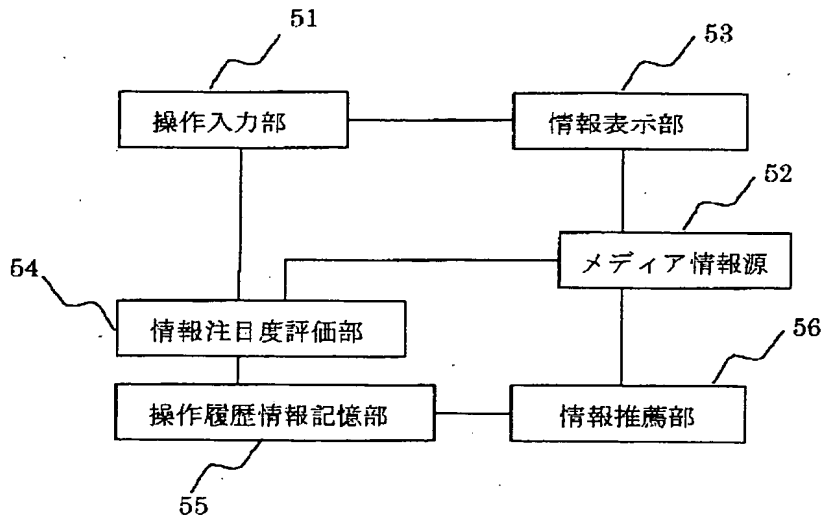 51
53
操作入力部
情報表示部
52
メディア情報源
54
情報注目度評価部
56
操作履歴情報記憶部
情報推薦部
55